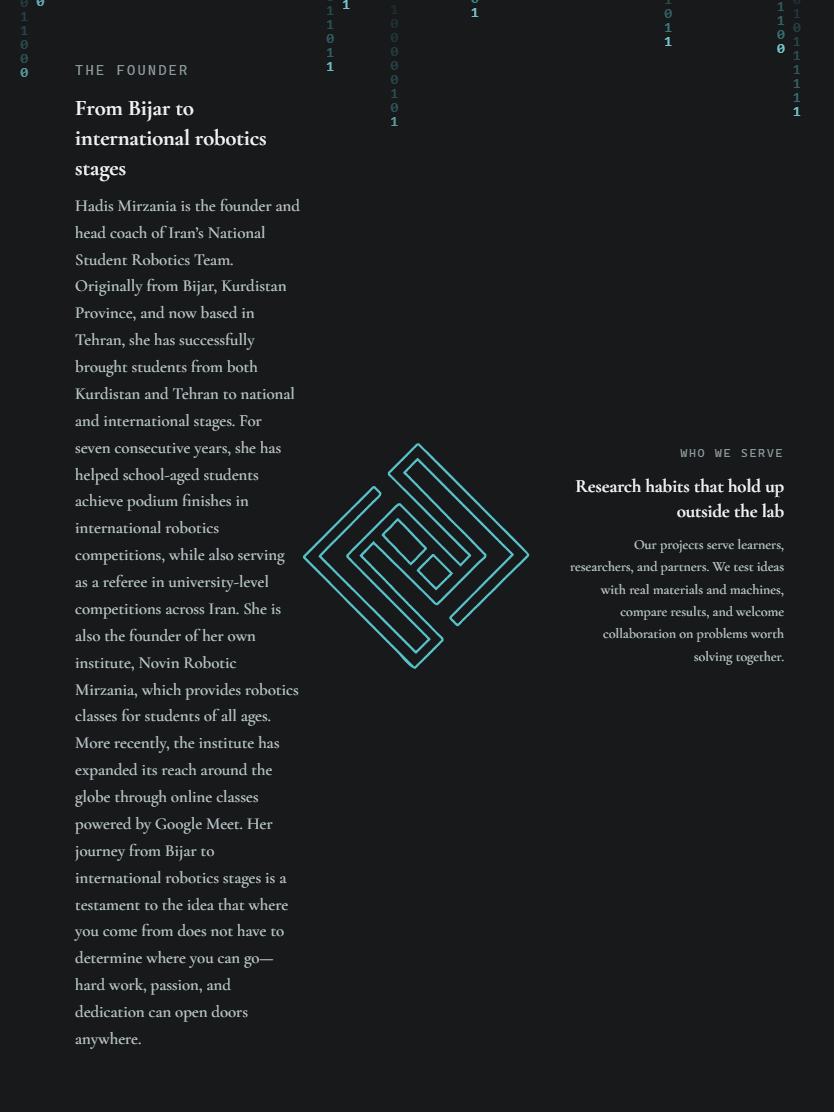 THE FOUNDER
From Bijar to
international robotics
stages
Hadis Mirzania is the founder and
head coach of Iran’s National
Student Robotics Team.
Originally from Bijar, Kurdistan
Province, and now based in
Tehran, she has successfully
brought students from both
Kurdistan and Tehran to national
and international stages. For
seven consecutive years, she has
helped school-aged students
achieve podium finishes in
international robotics
competitions, while also serving
as a referee in university-level
competitions across Iran. She is
also the founder of her own
institute, Novin Robotic
Mirzania, which provides robotics
classes for students of all ages.
More recently, the institute has
expanded its reach around the
globe through online classes
powered by Google Meet. Her
journey from Bijar to
international robotics stages is a
testament to the idea that where
you come from does not have to
determine where you can go—
hard work, passion, and
dedication can open doors
anywhere.
WHO WE SERVE
Research habits that hold up
outside the lab
Our projects serve learners,
researchers, and partners. We test ideas
with real materials and machines,
compare results, and welcome
collaboration on problems worth
solving together.